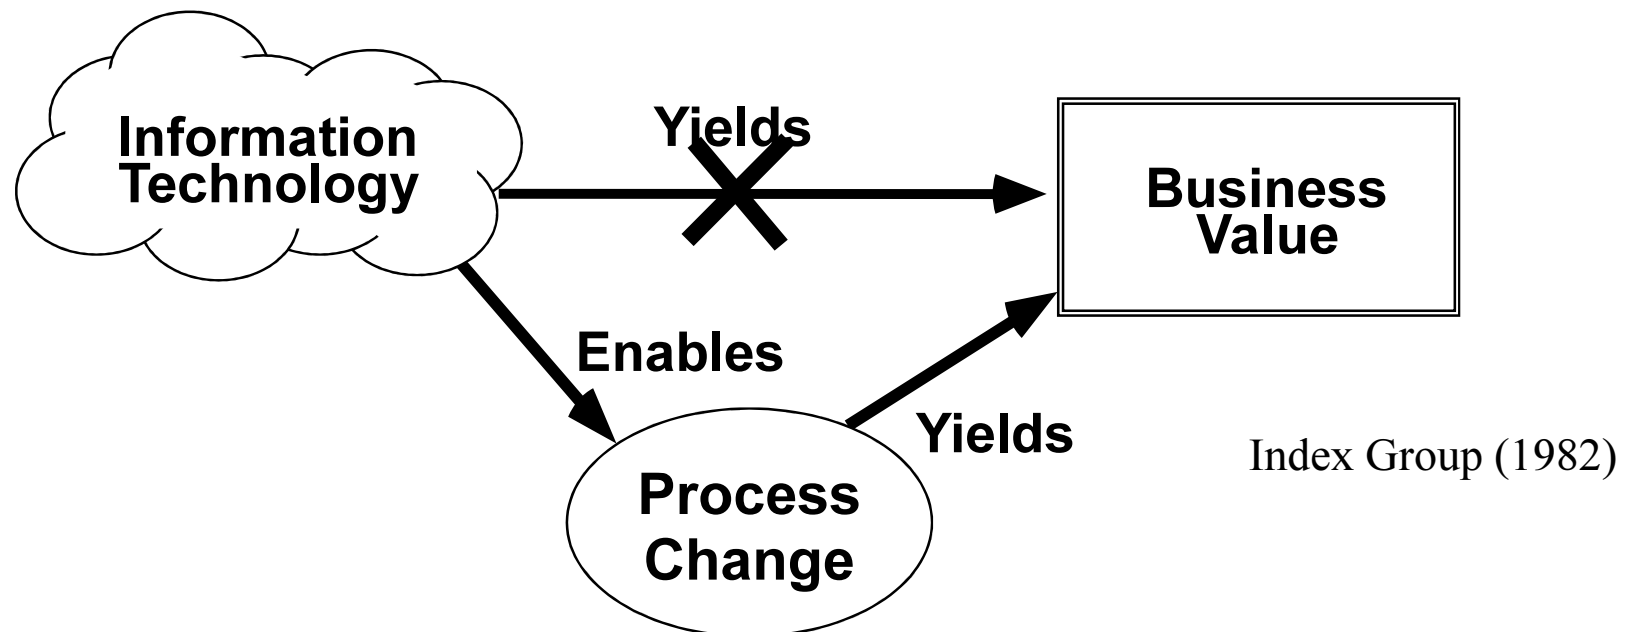 Yields
Information
Technology
Business
Value
Enables
Yields
Index Group (1982)
Process
Change